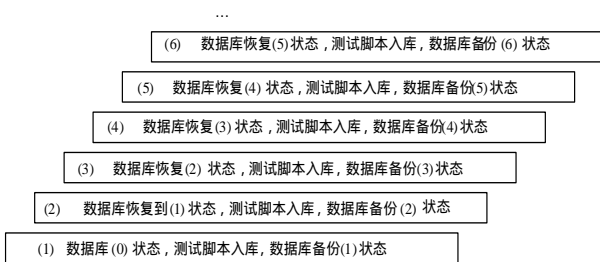 …
(6) 数据库恢复(5)状态，测试脚本入库，数据库备份(6) 状态
(5) 数据库恢复(4) 状态，测试脚本入库，数据库备份(5)状态
(4) 数据库恢复(3) 状态，测试脚本入库，数据库备份(4)状态
(3) 数据库恢复(2) 状态，测试脚本入库，数据库备份(3)状态
(2) 数据库恢复到(1) 状态，测试脚本入库，数据库备份 (2) 状态
(1) 数据库 (0) 状态，测试脚本入库，数据库备份(1)状态